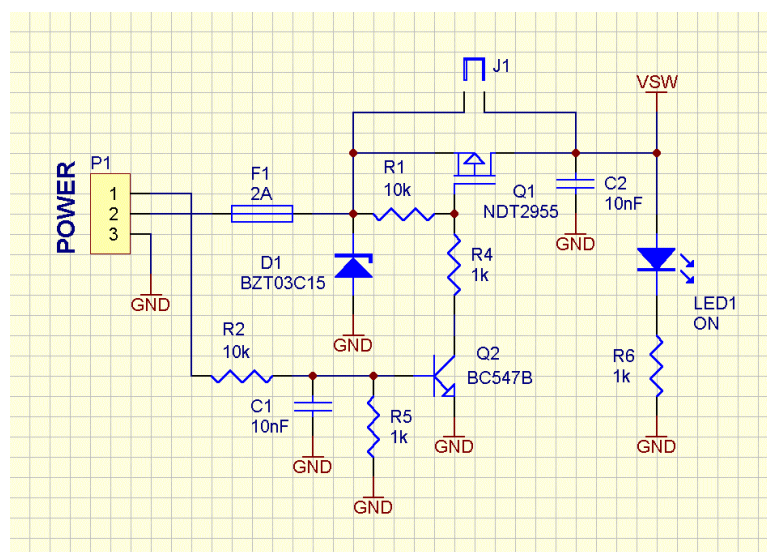 J1
VSW
POWER
P1
1
2
3
F1
2A
R1
10k
Q1
NDT2955
C2
10nF
GND
D1
BZT03C15
R4
1k
GND
GND
LED1
ON
R2
10k
Q2
BC547B
R6
1k
C1
10nF
R5
1k
GND
GND
GND
GND